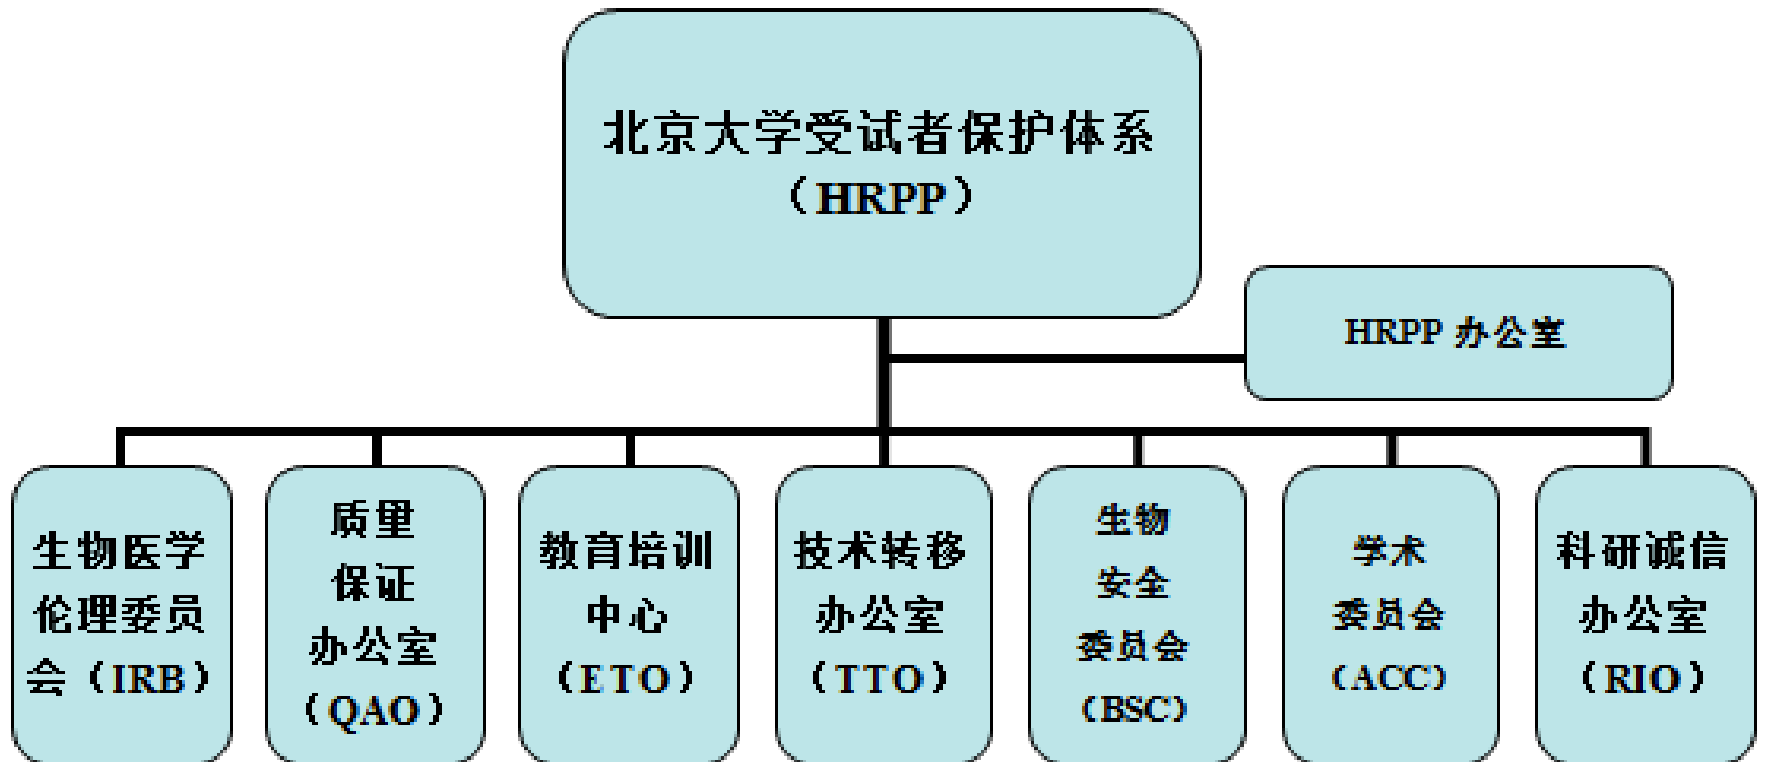 北京大学受试者保护体系
（HRPP）
HRPP 办公室
生物医学
伦理委员
会（IRB）
质量
保证
办公室
（QAO）
教育培训
中心
（ETO）
技术转移
办公室
（TTO）
生物
安全
委员会
（BSC）
学术
委员会
（ACC）
科研诚信
办公室
（RIO）